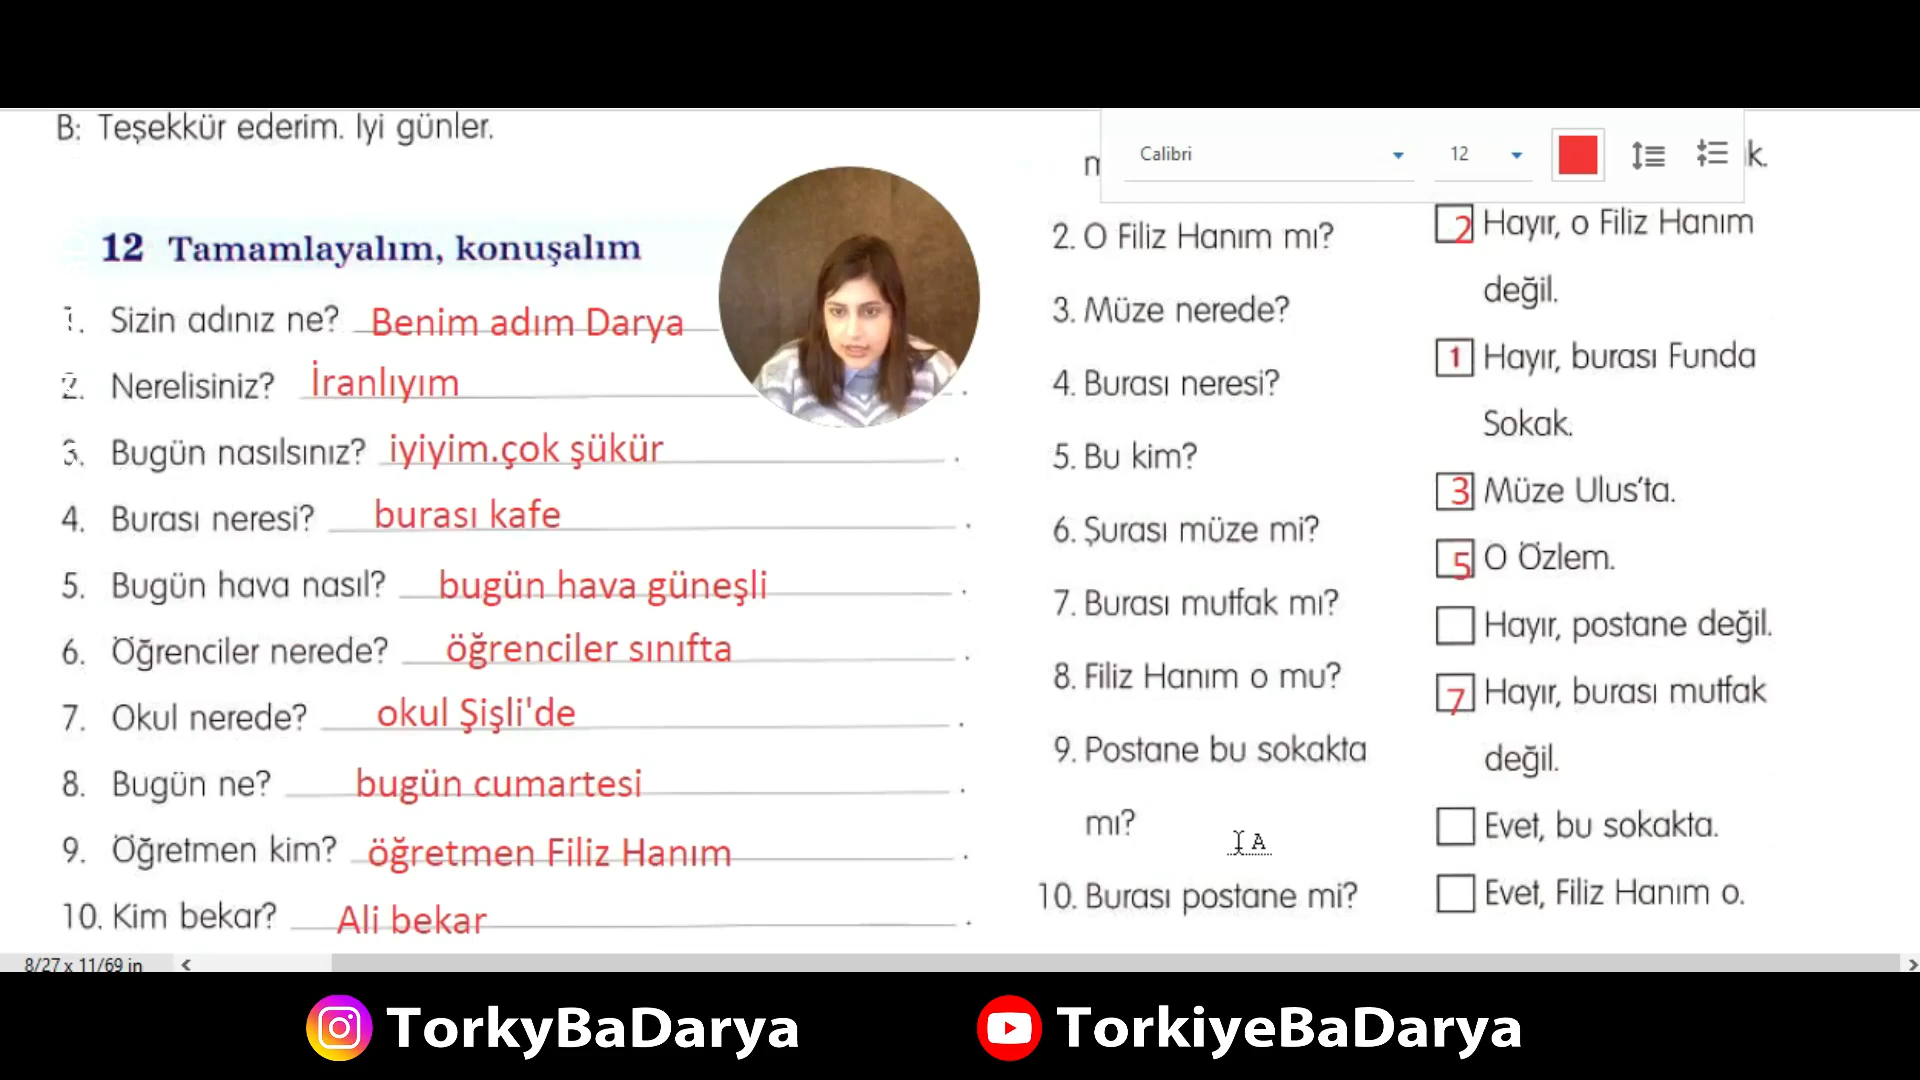 B: Teşekkür ederim. Iyi günler.
12 Tamamlayalım, konuşalım
1. Sizin adınız ne? Benim adım Darya
2. Nerelisiniz? İranlıyım.
3. Bugün nasılsınız? iyiyim.çok şükür.
4. Burası neresi? burası kafe.
5. Bugün hava nasıl? bugün hava güneşli.
6. Öğrenciler nerede? öğrenciler sınıfta.
7. Okul nerede? okul Şişli'de.
8. Bugün ne? bugün cumartesi.
9. Öğretmen kim? öğretmen Filiz Hanım.
10. Kim bekar? Ali bekar.
Calibri 12
k.
2. O Filiz Hanım mı?
3. Müze nerede?
4. Burası neresi?
5. Bu kim?
6. Şurası müze mi?
7. Burası mutfak mı?
8. Filiz Hanım o mu?
9. Postane bu sokakta
mı?
10. Burası postane mi?
2 Hayır, o Filiz Hanım
değil.
1 Hayır, burası Funda
Sokak.
3 Müze Ulus'ta.
5 O Özlem.
Hayır, postane değil.
7 Hayır, burası mutfak
değil.
Evet, bu sokakta.
Evet, Filiz Hanım o.
A
8/27 x 11/69 in
TorkyBaDarya
TorkiyeBaDarya